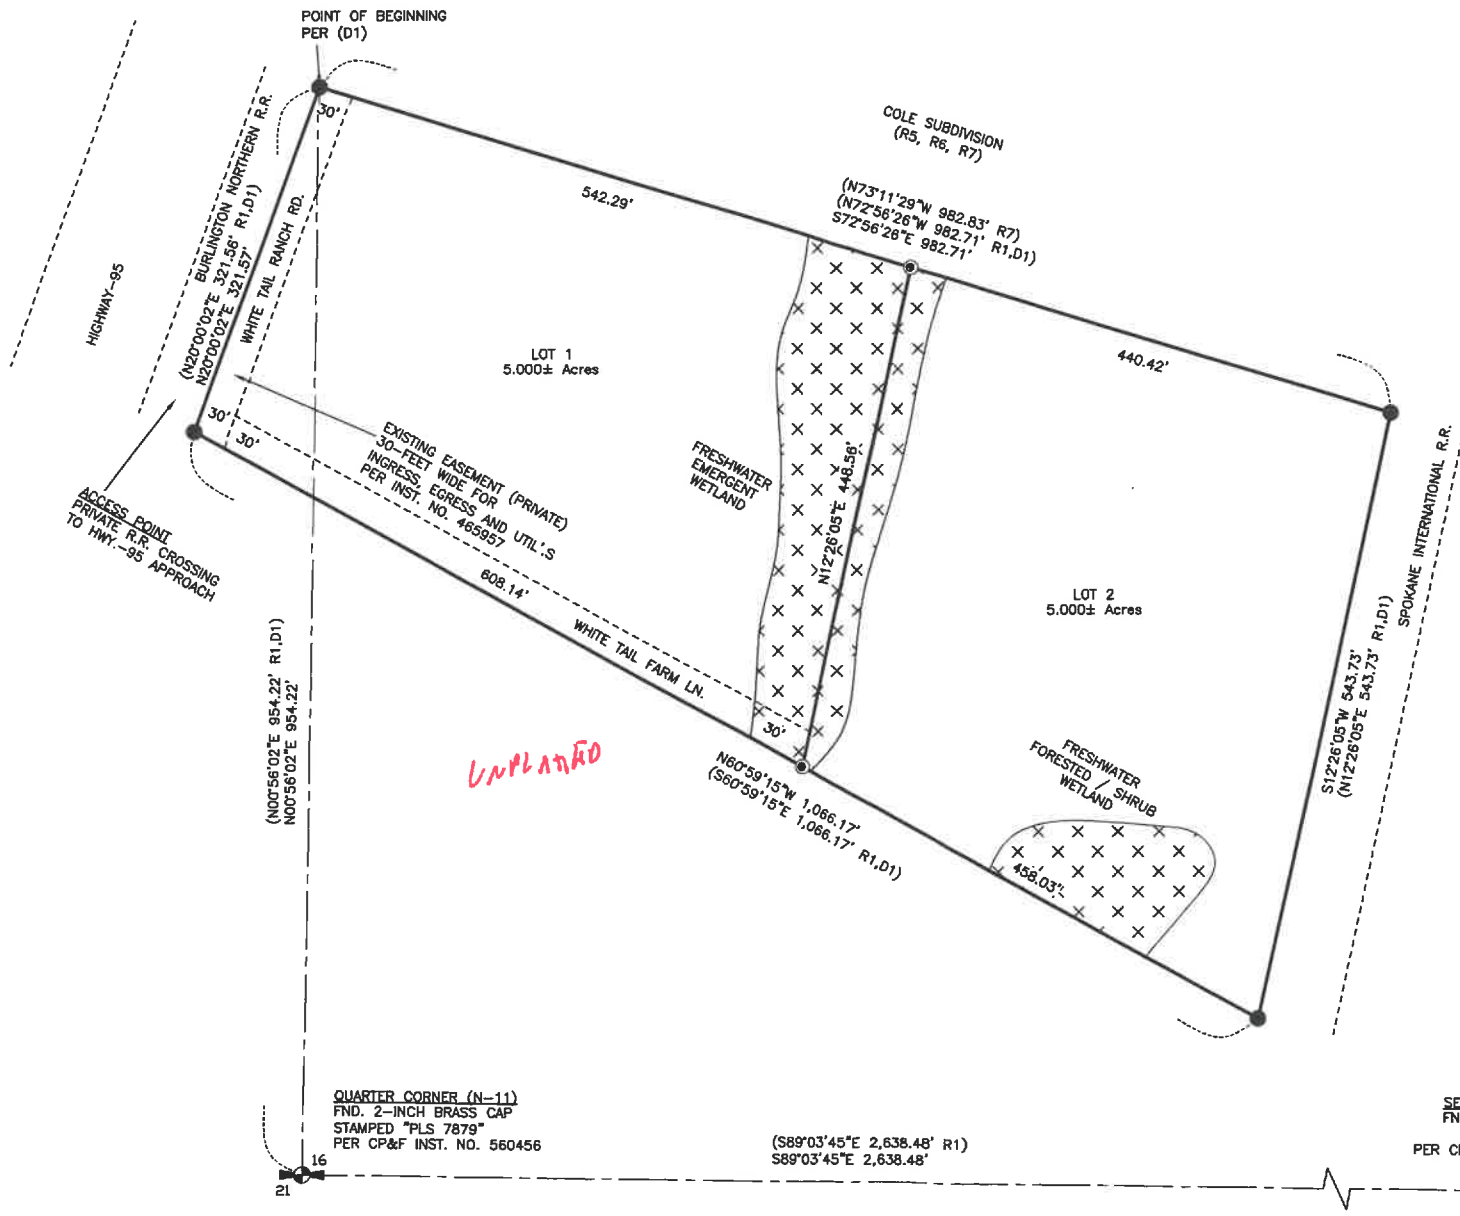 POINT OF BEGINNING
PER (D1)
COLE SUBDIVISION
(R5, R6, R7)
30'
542.29'
(N73°11'29"W 982.83' R7)
(N72°56'26"W 982.71' R1,D1)
S72°56'26"E 982.71'
BURLINGTON NORTHERN R.R.
(N20°00'02"E 321.56' R1,D1)
N20°00'02"E 321.57'
WHITE TAIL RANCH RD.
HIGHWAY-95
LOT 1
5.000± Acres
440.42'
30'
30'
EXISTING EASEMENT (PRIVATE)
30-FEET WIDE FOR
INGRESS, EGRESS AND UTIL'S
PER INST. NO. 465957
FRESHWATER
EMERGENT
WETLAND
N12°26'05"E 448.56'
SPOKANE INTERNATIONAL R.R.
ACCESS POINT
PRIVATE R.R. CROSSING
TO HWY.-95 APPROACH
608.14'
WHITE TAIL FARM LN.
LOT 2
5.000± Acres
S12°26'05"W 543.73'
(N12°26'05"E 543.73' R1,D1)
(N00°56'02"E 954.22' R1,D1)
N00°56'02"E 954.22'
30'
UNPLATTED
N60°59'15"W 1,066.17'
(S60°59'15"E 1,066.17' R1,D1)
FRESHWATER
FORESTED / SHRUB
WETLAND
458.03'
QUARTER CORNER (N-11)
FND. 2-INCH BRASS CAP
STAMPED "PLS 7879"
PER CP&F INST. NO. 560456
16
21
(S89°03'45"E 2,638.48' R1)
S89°03'45"E 2,638.48'
SE
FN
PER C